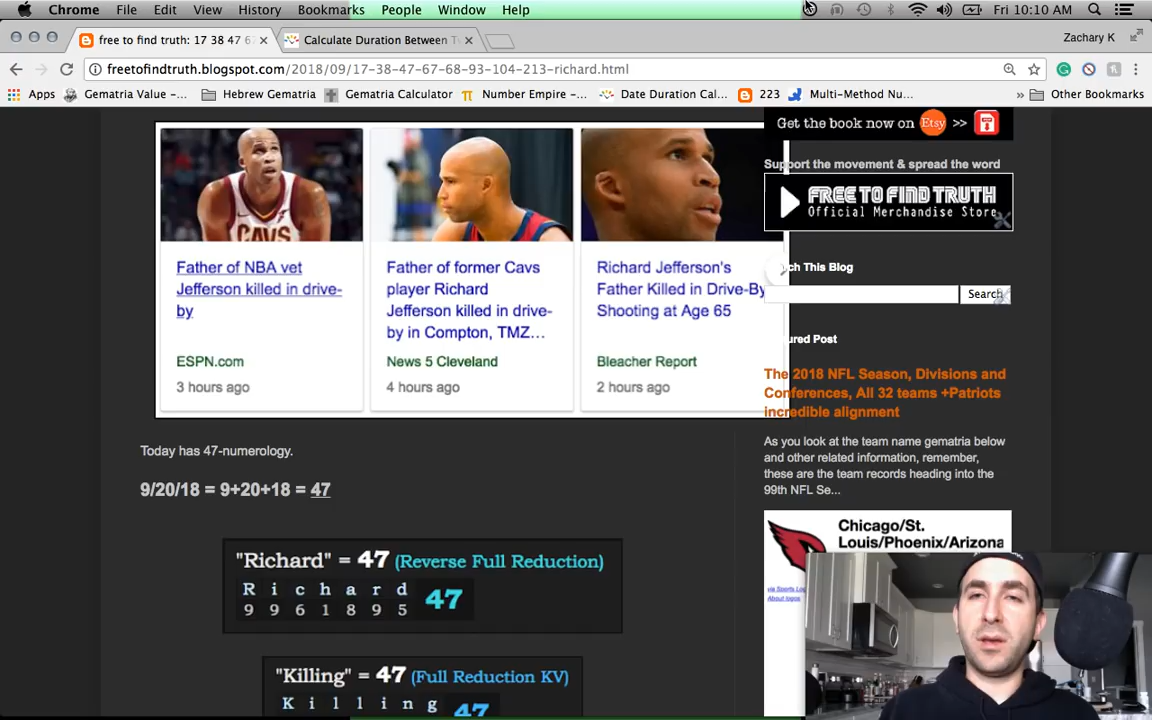 Chrome File Edit View History Bookmarks People Window Help Fri 10:10 AM
free to find truth: 17 38 47 67 Calculate Duration Between Tw Zachary K
freetofindtruth.blogspot.com/2018/09/17-38-47-67-68-93-104-213-richard.html
Apps Gematria Value -... Hebrew Gematria Gematria Calculator Number Empire -... Date Duration Cal... 223 Multi-Method Nu... » Other Bookmarks
Father of NBA vet
Jefferson killed in drive-
by
ESPN.com
3 hours ago
Father of former Cavs
player Richard
Jefferson killed in drive-
by in Compton, TMZ...
News 5 Cleveland
4 hours ago
Richard Jefferson's
Father Killed in Drive-By
Shooting at Age 65
Bleacher Report
2 hours ago
CAVS
Today has 47-numerology.
9/20/18 = 9+20+18 = 47
"Richard" = 47 (Reverse Full Reduction)
R i c h a r d
9 9 6 1 8 9 5 47
"Killing" = 47 (Full Reduction KV)
K i l l i n g
47
Get the book now on Etsy >>
Support the movement & spread the word
FREE TO FIND TRUTH
Official Merchandise Store
ch This Blog
Search
ured Post
The 2018 NFL Season, Divisions and
Conferences, All 32 teams +Patriots
incredible alignment
As you look at the team name gematria below
and other related information, remember,
these are the team records heading into the
99th NFL Se...
Chicago/St.
Louis/Phoenix/Arizona